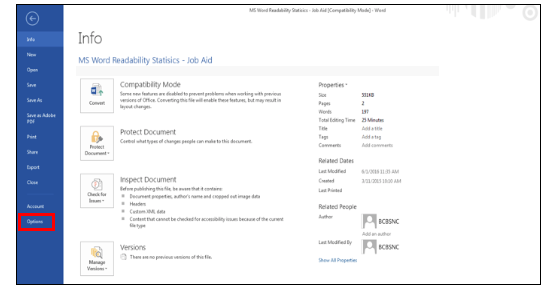 MS Word Readability Statisics - Job Aid [Compatibility Mode] - Word
Info
New
Open
Save
Save As
Save as Adobe
PDF
Print
Share
Export
Close
Account
Options
Info
MS Word Readability Statisics - Job Aid
Convert
Compatibility Mode
Some new features are disabled to prevent problems when working with previous
versions of Office. Converting this file will enable these features, but may result in
layout changes.
Protect
Document
Protect Document
Control what types of changes people can make to this document.
Check for
Issues
Inspect Document
Before publishing this file, be aware that it contains:
Document properties, author's name and cropped out image data
Headers
Custom XML data
Content that cannot be checked for accessibility issues because of the current
file type
Manage
Versions
Versions
There are no previous versions of this file.
Properties
Size 331KB
Pages 2
Words 197
Total Editing Time 25 Minutes
Title Add a title
Tags Add a tag
Comments Add comments
Related Dates
Last Modified 6/1/2016 11:35 AM
Created 3/11/2015 10:10 AM
Last Printed
Related People
Author BCBSNC
Add an author
Last Modified By BCBSNC
Show All Properties